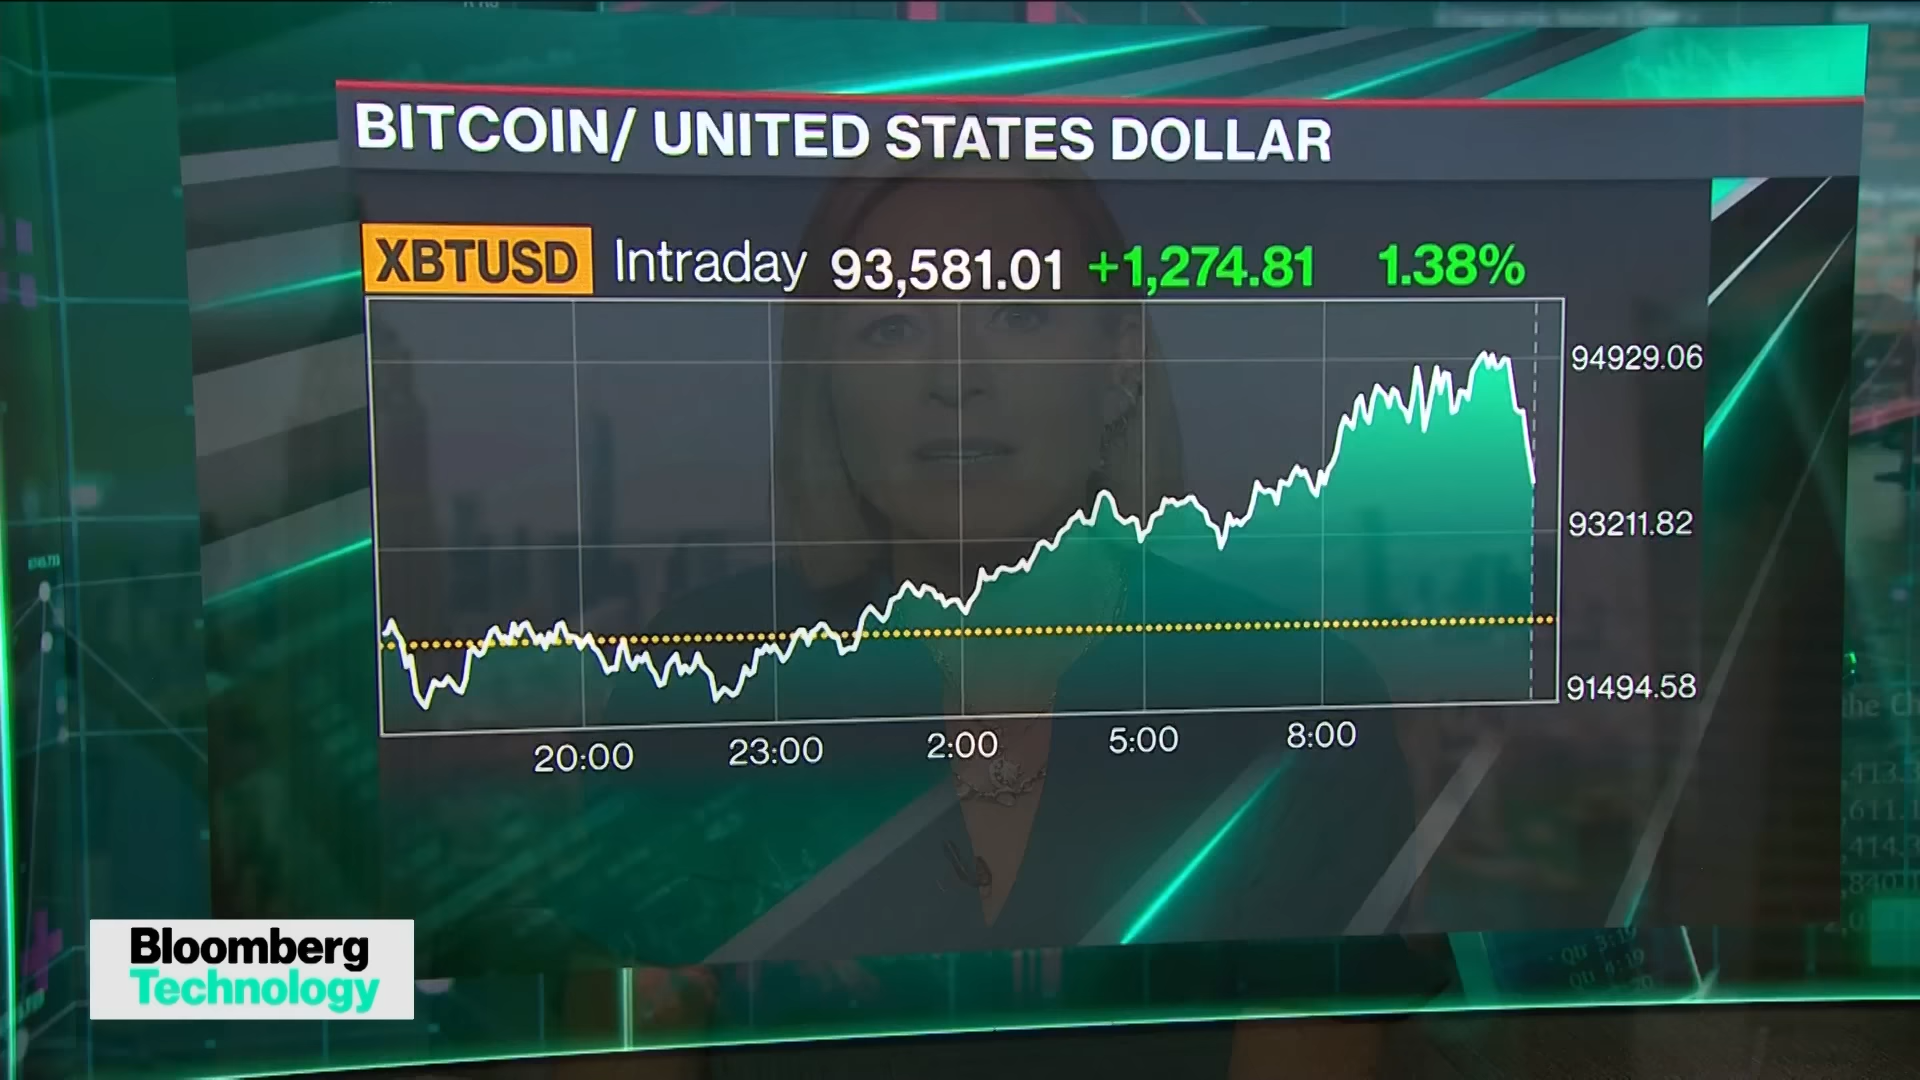 BITCOIN/ UNITED STATES DOLLAR
XBTUSD Intraday 93,581.01 +1,274.81 1.38%
94929.06
93211.82
91494.58
20:00 23:00 2:00 5:00 8:00
Bloomberg
Technology